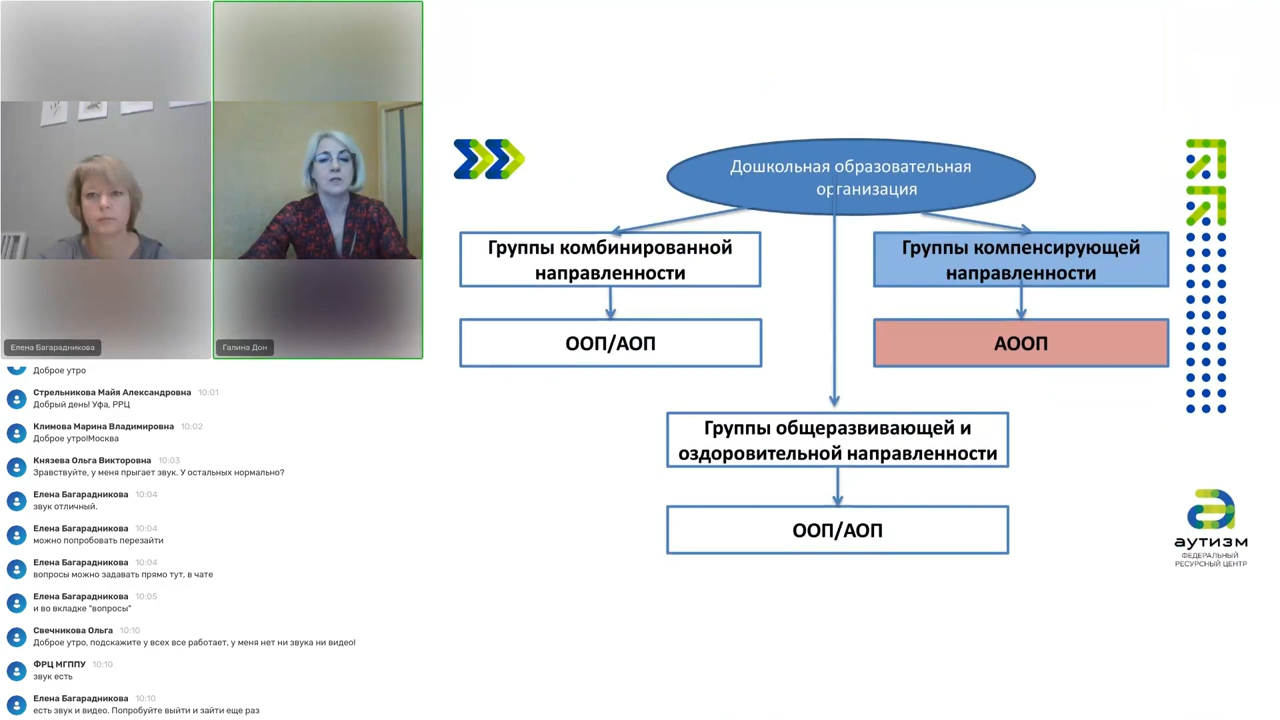 Елена Багарадникова
Галина Дон
Доброе утро
Стрельникова Майя Александровна 10:01
Добрый день! Уфа, РРЦ
Климова Марина Владимировна 10:02
Доброе утро!Москва
Князева Ольга Викторовна 10:03
Зравствуйте, у меня прыгает звук. У остальных нормально?
Елена Багарадникова 10:04
звук отличный.
Елена Багарадникова 10:04
можно попробовать перезайти
Елена Багарадникова 10:04
вопросы можно задавать прямо тут, в чате
Елена Багарадникова 10:05
и во вкладке "вопросы"
Свечникова Ольга 10:10
Доброе утро, подскажите у всех все работает, у меня нет ни звука ни видео!
ФРЦ МГППУ 10:10
звук есть
Елена Багарадникова 10:10
есть звук и видео. Попробуйте выйти и зайти еще раз
Дошкольная образовательная
организация
Группы комбинированной
направленности
ООП/АОП
Группы компенсирующей
направленности
АООП
Группы общеразвивающей и
оздоровительной направленности
ООП/АОП
аутизм
ФЕДЕРАЛЬНЫЙ
РЕСУРСНЫЙ ЦЕНТР